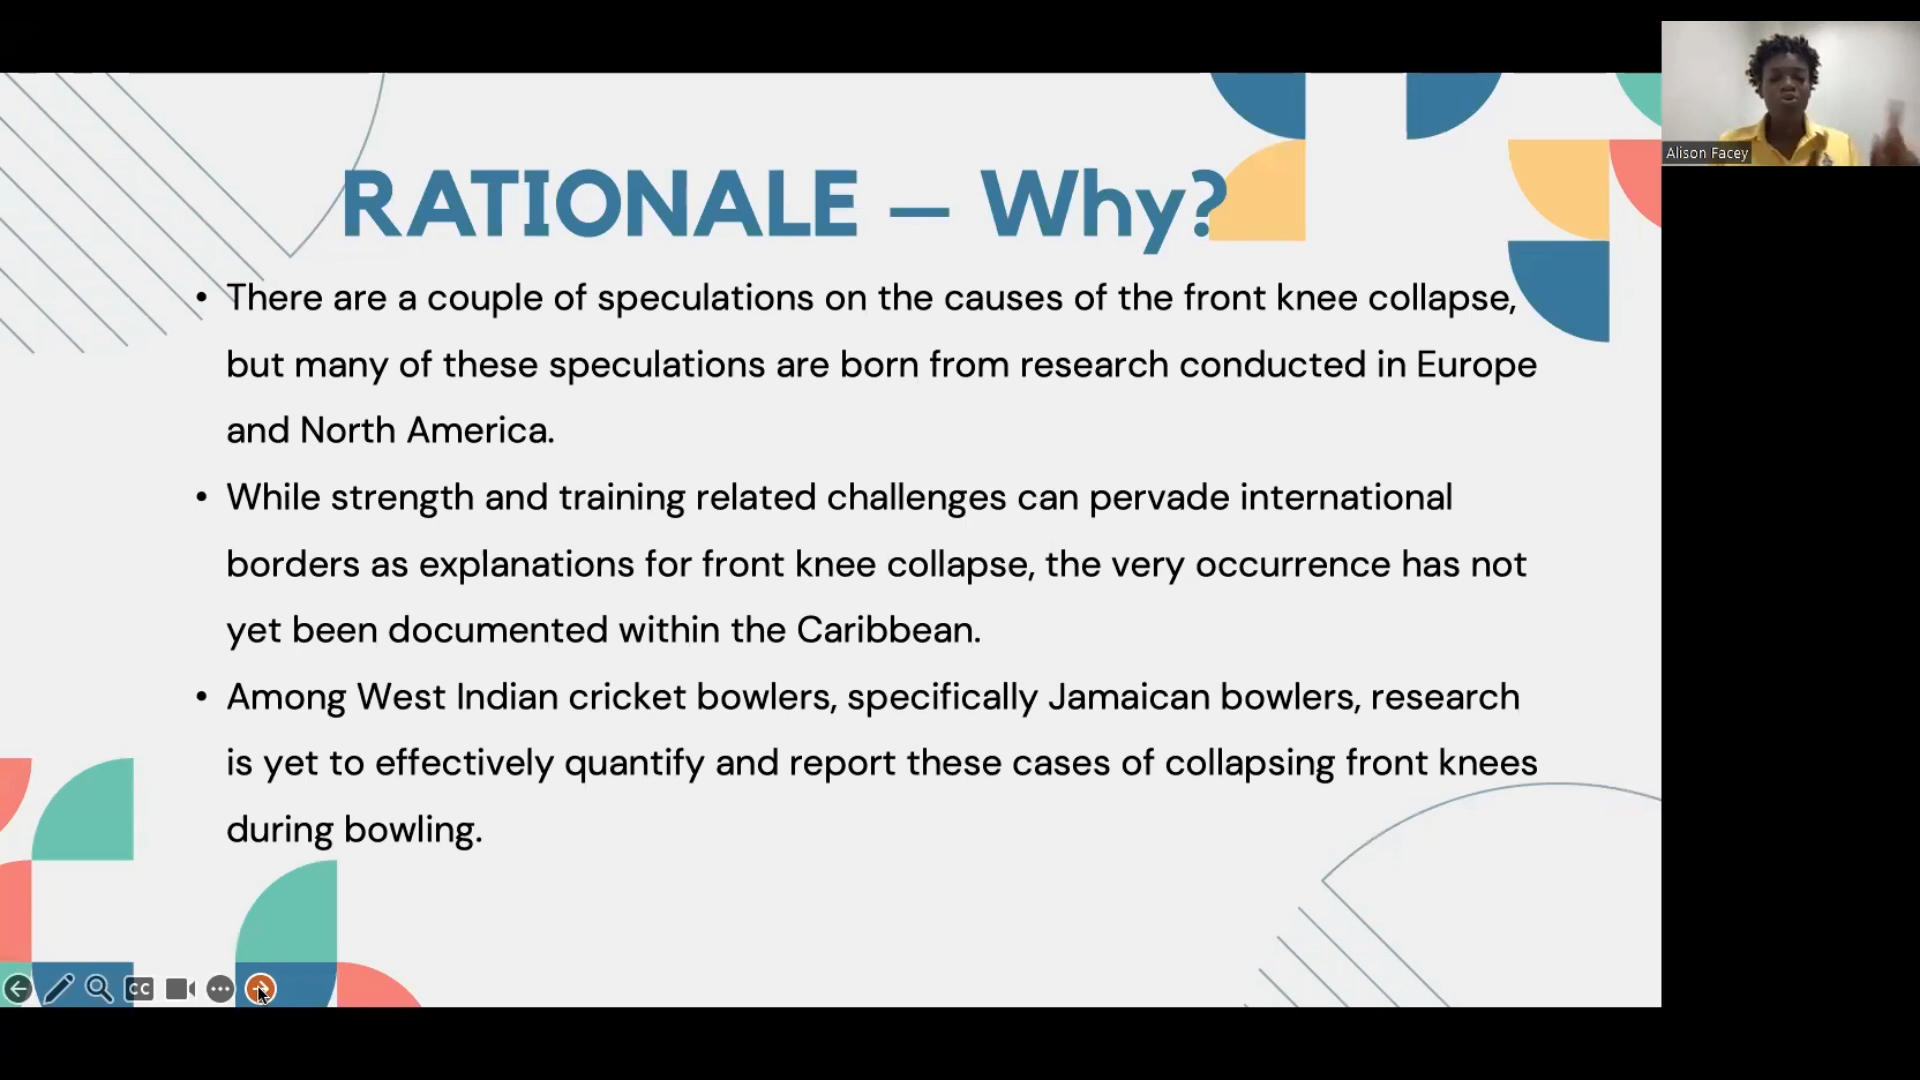 RATIONALE – Why?
• There are a couple of speculations on the causes of the front knee collapse,
but many of these speculations are born from research conducted in Europe
and North America.
• While strength and training related challenges can pervade international
borders as explanations for front knee collapse, the very occurrence has not
yet been documented within the Caribbean.
• Among West Indian cricket bowlers, specifically Jamaican bowlers, research
is yet to effectively quantify and report these cases of collapsing front knees
during bowling.
Alison Facey
CC